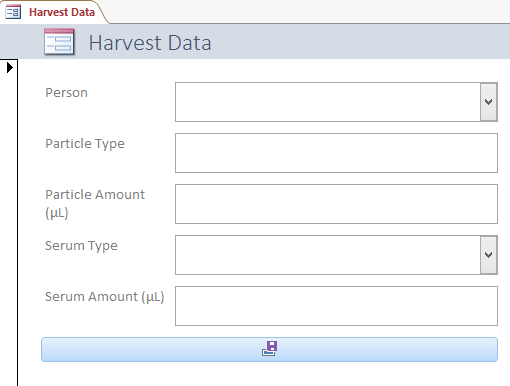 Harvest Data
Harvest Data
Person
Particle Type
Particle Amount
(µL)
Serum Type
Serum Amount (µL)